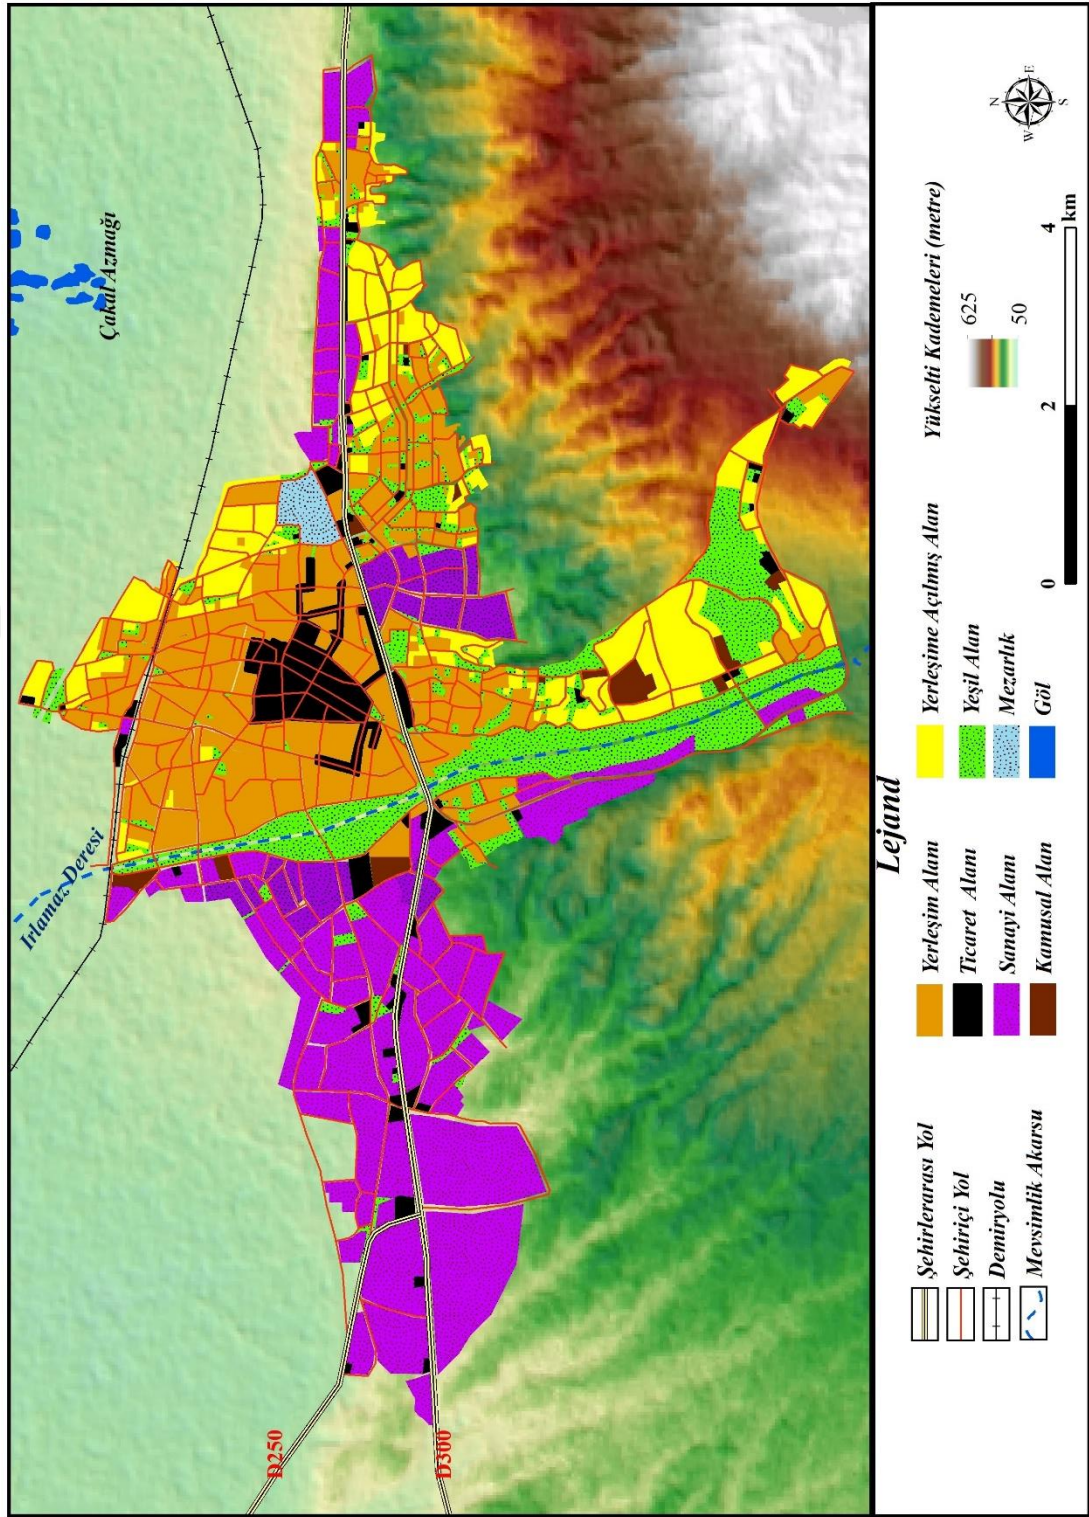 Çakal Azmağı
Irlamaz Deresi
D250
D300
Lejand
Şehirlerarası Yol
Şehiriçi Yol
Demiryolu
Mevsimlik Akarsu
Yerleşim Alanı
Ticaret Alanı
Sanayi Alanı
Kamusal Alan
Yerleşime Açılmış Alan
Yeşil Alan
Mezarlık
Göl
Yükselti Kademeleri (metre)
625
50
N
W E
S
0 2 4
km